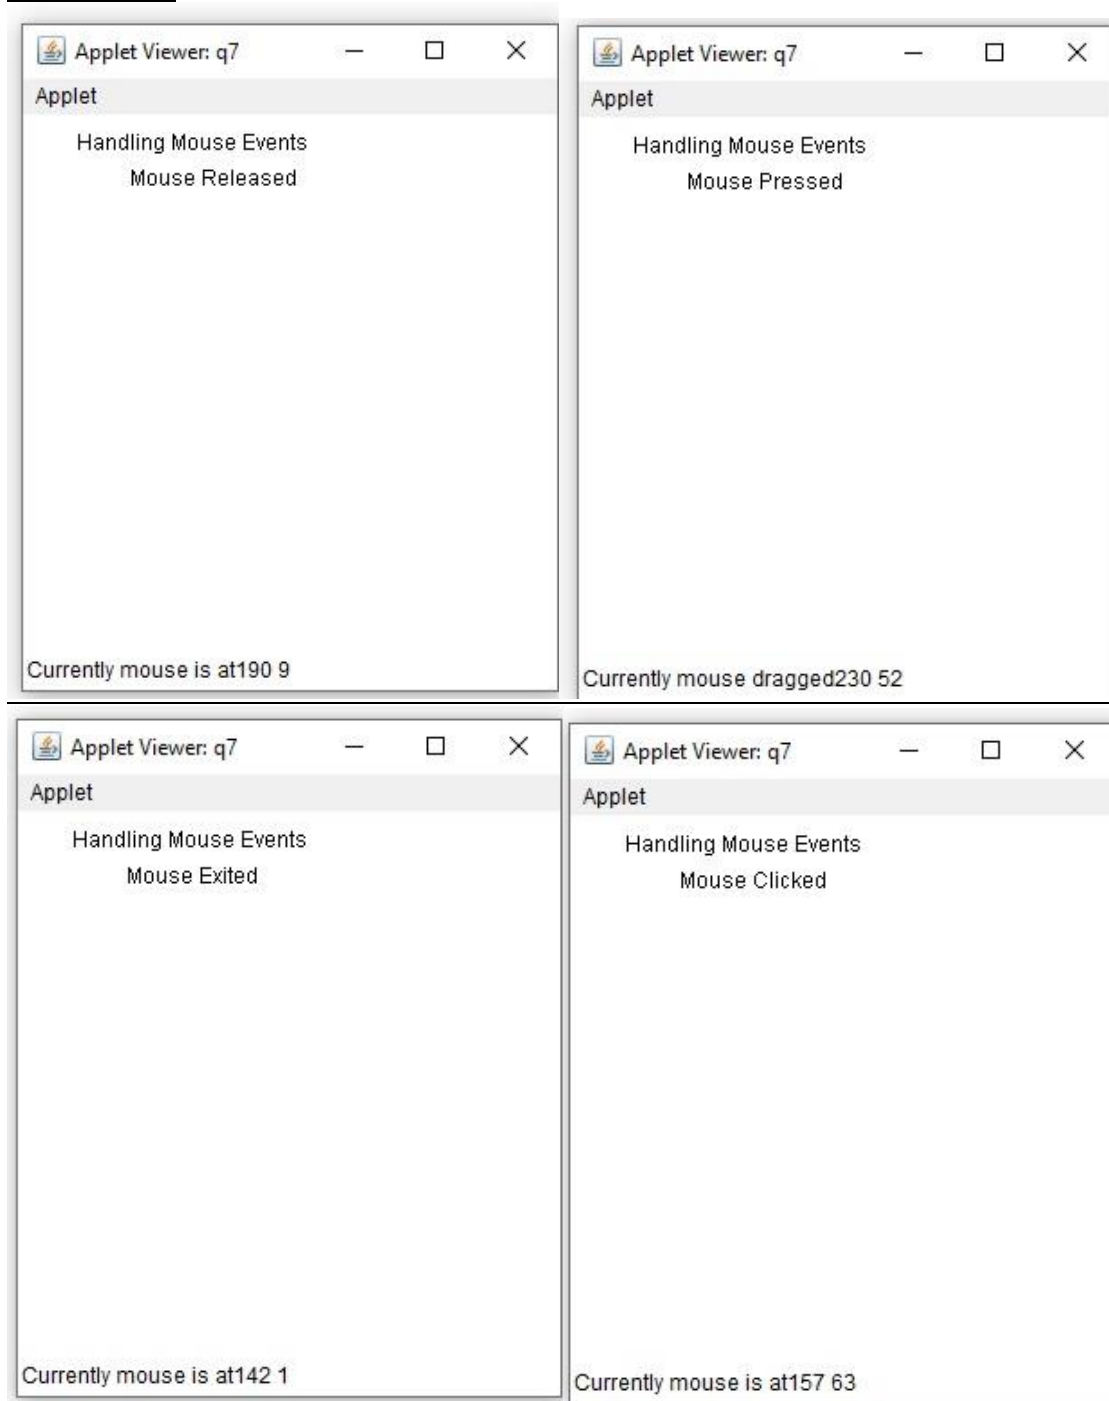 Applet Viewer: q7
Applet
Handling Mouse Events
Mouse Released
Currently mouse is at190 9
Applet Viewer: q7
Applet
Handling Mouse Events
Mouse Pressed
Currently mouse dragged230 52
Applet Viewer: q7
Applet
Handling Mouse Events
Mouse Exited
Currently mouse is at142 1
Applet Viewer: q7
Applet
Handling Mouse Events
Mouse Clicked
Currently mouse is at157 63